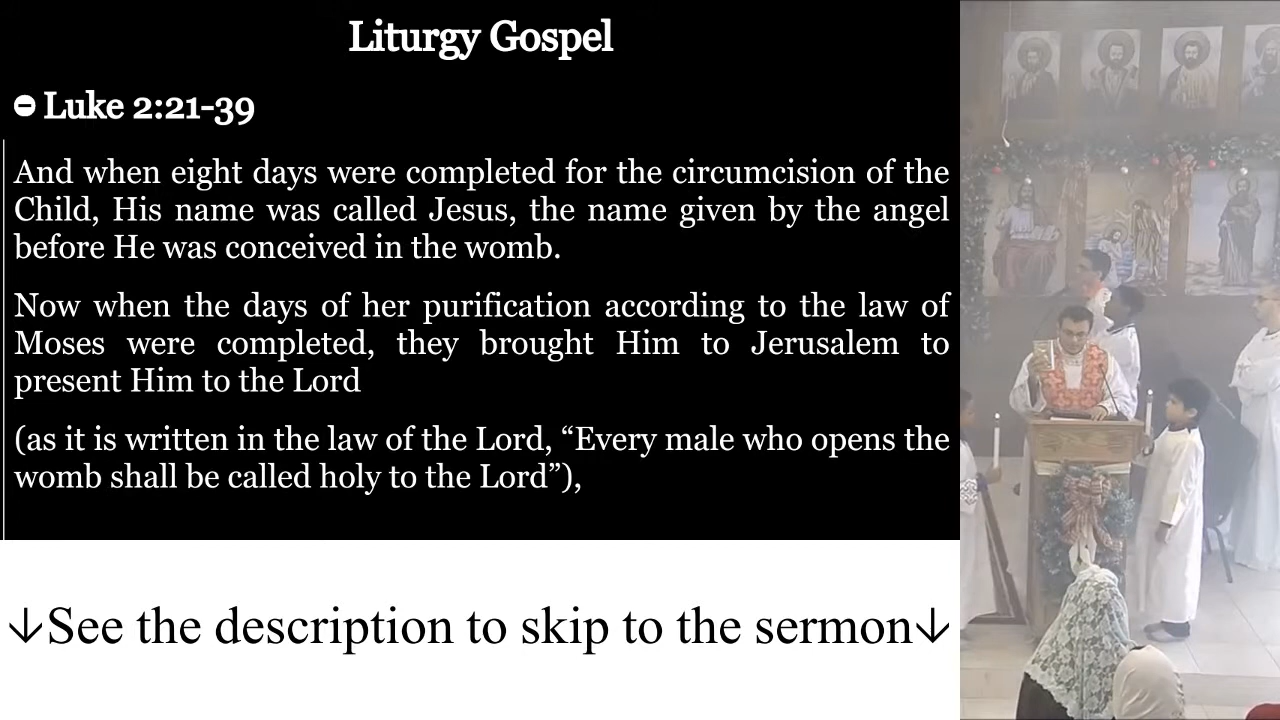 Liturgy Gospel
Luke 2:21-39
And when eight days were completed for the circumcision of the
Child, His name was called Jesus, the name given by the angel
before He was conceived in the womb.
Now when the days of her purification according to the law of
Moses were completed, they brought Him to Jerusalem to
present Him to the Lord
(as it is written in the law of the Lord, “Every male who opens the
womb shall be called holy to the Lord”),
↓See the description to skip to the sermon↓